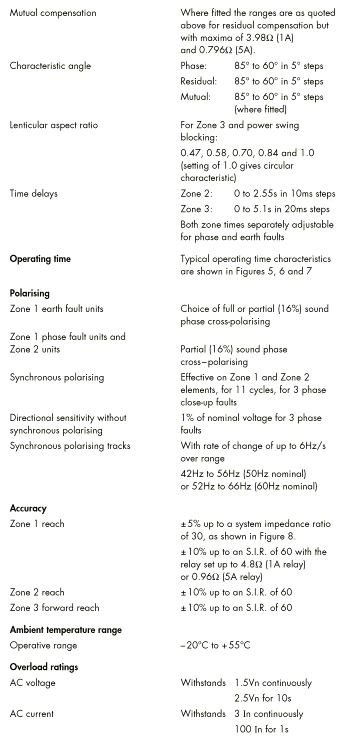 Mutual compensation Where fitted the ranges are as quoted
above for residual compensation but
with maxima of 3.98Ω (1A)
and 0.796Ω (5A).
Characteristic angle Phase: 85° to 60° in 5° steps
Residual: 85° to 60° in 5° steps
Mutual: 85° to 60° in 5° steps
(where fitted)
Lenticular aspect ratio For Zone 3 and power swing
blocking:
0.47, 0.58, 0.70, 0.84 and 1.0
(setting of 1.0 gives circular
characteristic)
Time delays Zone 2: 0 to 2.55s in 10ms steps
Zone 3: 0 to 5.1s in 20ms steps
Both zone times separately adjustable
for phase and earth faults
Operating time Typical operating time characteristics
are shown in Figures 5, 6 and 7
Polarising
Zone 1 earth fault units Choice of full or partial (16%) sound
phase cross-polarising
Zone 1 phase fault units and
Zone 2 units Partial (16%) sound phase
cross–polarising
Synchronous polarising Effective on Zone 1 and Zone 2
elements, for 11 cycles, for 3 phase
close-up faults
Directional sensitivity without 1% of nominal voltage for 3 phase
synchronous polarising faults
Synchronous polarising tracks With rate of change of up to 6Hz/s
over range
42Hz to 56Hz (50Hz nominal)
or 52Hz to 66Hz (60Hz nominal)
Accuracy
Zone 1 reach ±5% up to a system impedance ratio
of 30, as shown in Figure 8.
±10% up to an S.I.R. of 60 with the
relay set up to 4.8Ω (1A relay)
or 0.96Ω (5A relay)
Zone 2 reach ±10% up to an S.I.R. of 60
Zone 3 forward reach ±10% up to an S.I.R. of 60
Ambient temperature range
Operative range –20°C to +55°C
Overload ratings
AC voltage Withstands 1.5Vn continuously
2.5Vn for 10s
AC current Withstands 3 In continuously
100 In for 1s